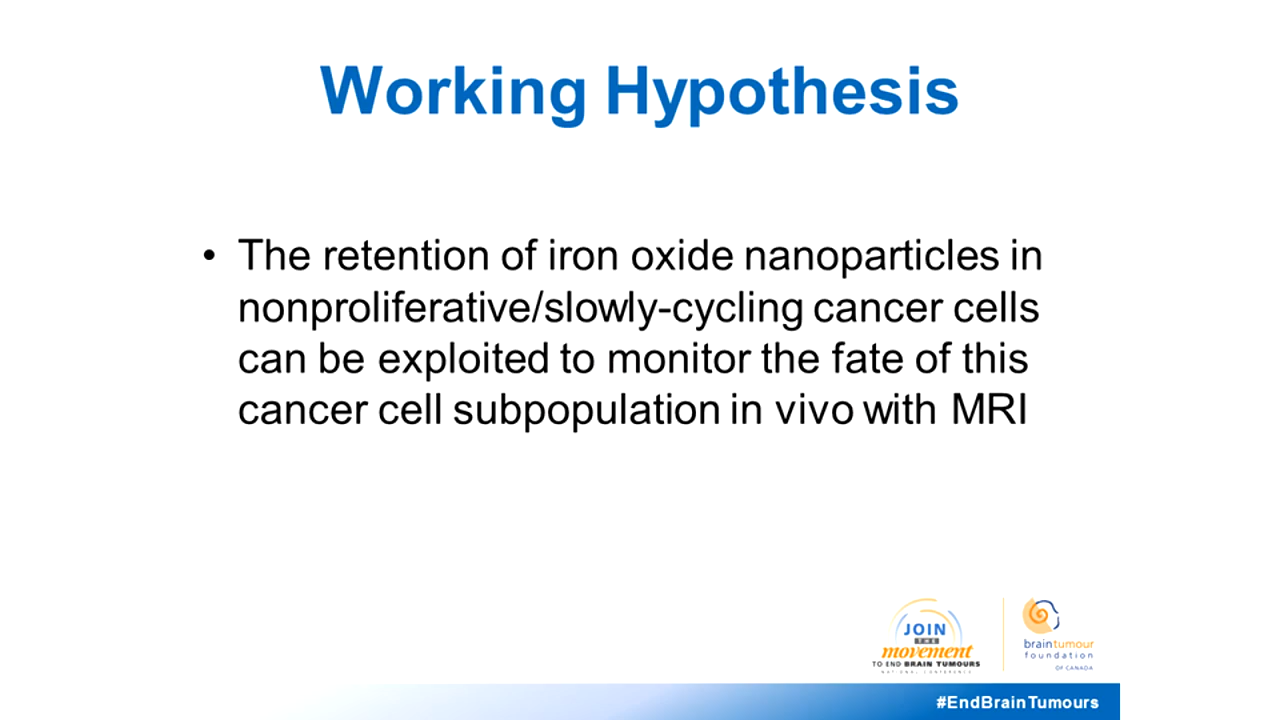 Working Hypothesis
• The retention of iron oxide nanoparticles in
nonproliferative/slowly-cycling cancer cells
can be exploited to monitor the fate of this
cancer cell subpopulation in vivo with MRI
JOIN
THE
movement
TO END BRAIN TUMOURS
NATIONAL CONFERENCE
braintumour
foundation
OF CANADA
#EndBrainTumours